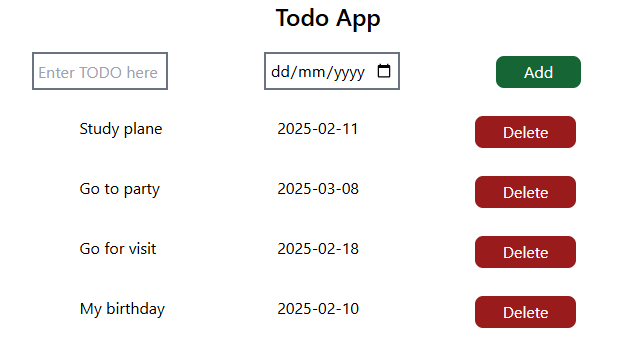 Todo App
Enter TODO here dd/mm/yyyy Add
Study plane 2025-02-11 Delete
Go to party 2025-03-08 Delete
Go for visit 2025-02-18 Delete
My birthday 2025-02-10 Delete